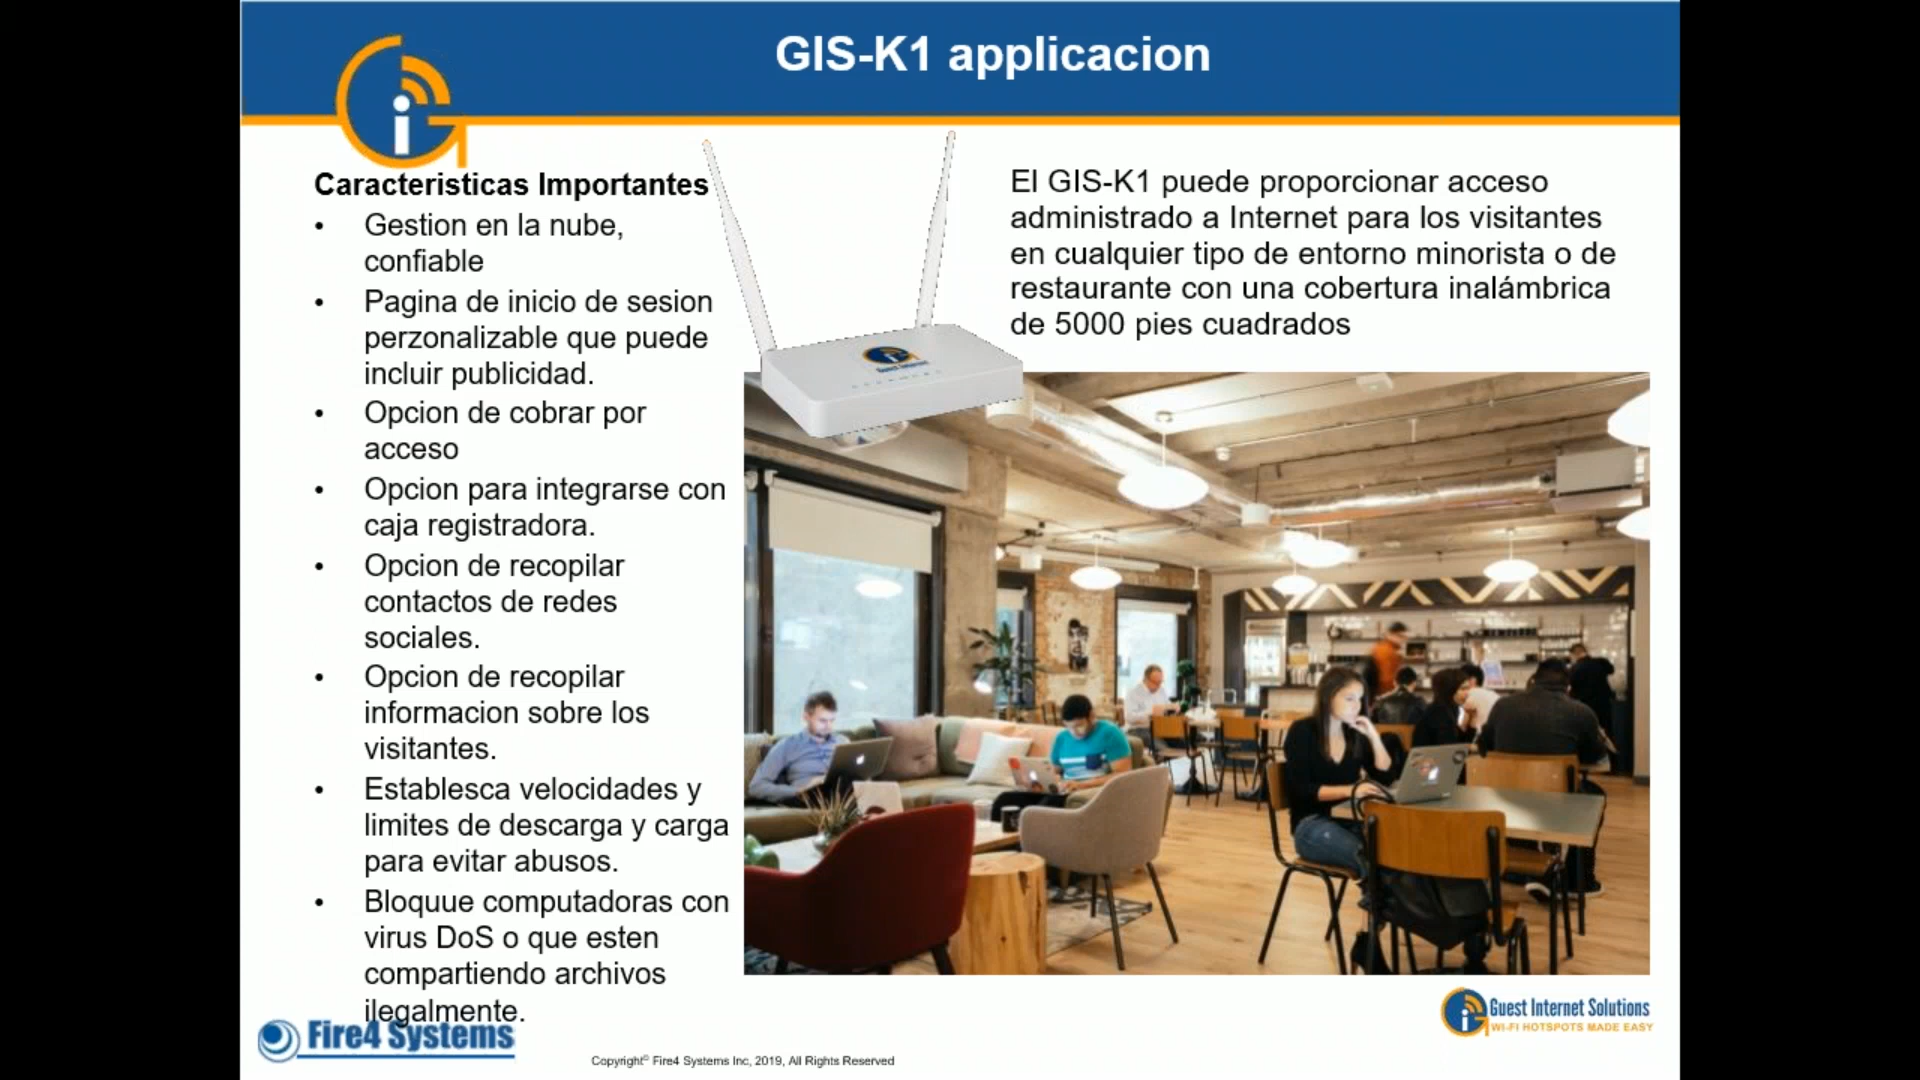 GIS-K1 applicacion
Caracteristicas Importantes
• Gestion en la nube,
confiable
• Pagina de inicio de sesion
perzonalizable que puede
incluir publicidad.
• Opcion de cobrar por
acceso
• Opcion para integrarse con
caja registradora.
• Opcion de recopilar
contactos de redes
sociales.
• Opcion de recopilar
informacion sobre los
visitantes.
• Establesca velocidades y
limites de descarga y carga
para evitar abusos.
• Bloquue computadoras con
virus DoS o que esten
compartiendo archivos
ilegalmente.
El GIS-K1 puede proporcionar acceso
administrado a Internet para los visitantes
en cualquier tipo de entorno minorista o de
restaurante con una cobertura inalámbrica
de 5000 pies cuadrados
Guest Internet
Fire4 Systems
Copyright© Fire4 Systems Inc, 2019, All Rights Reserved
Guest Internet Solutions
WI-FI HOTSPOTS MADE EASY